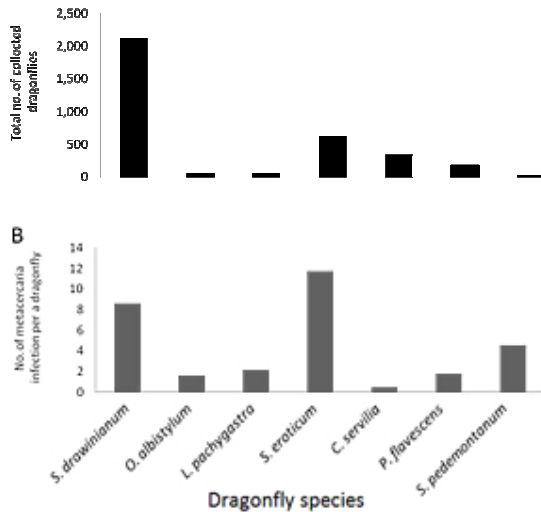 Total no. of collected
dragonflies
2,500
2,000
1,500
1,000
500
0
B
No. of metacercaria
infection per a dragonfly
14
12
10
8
6
4
2
0
S. drawinianum
O. albistylum
L. pachygastra
S. eroticum
C. servilia
P. flavescens
S. pedemontanum
Dragonfly species